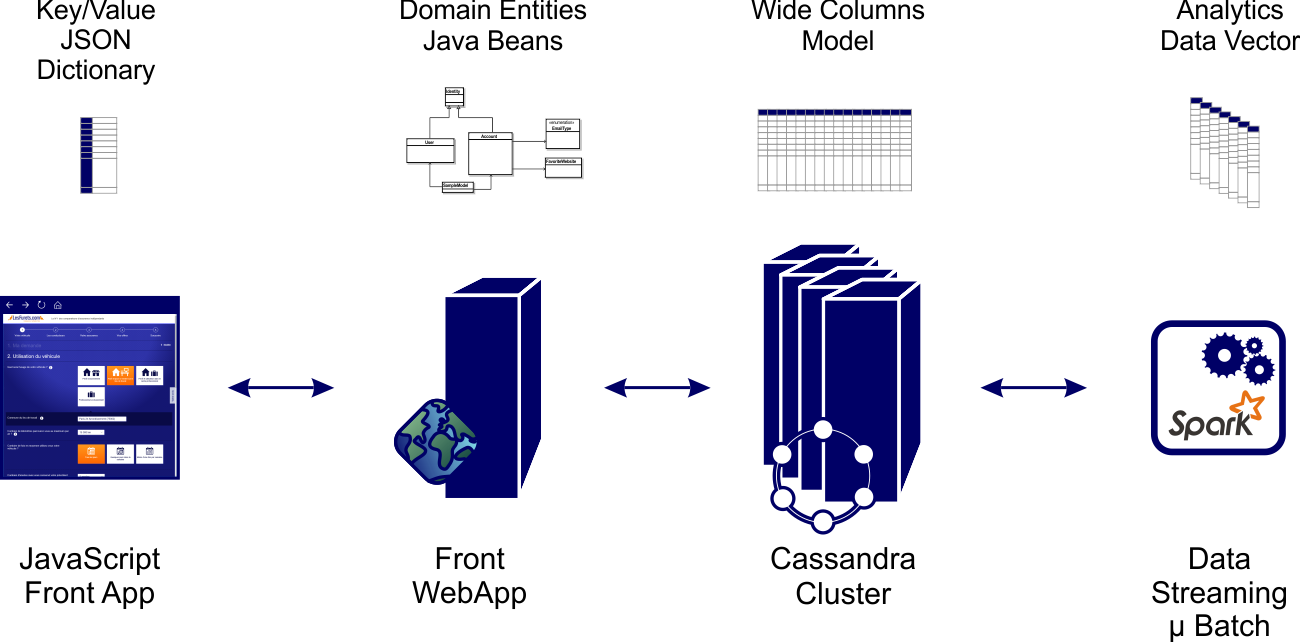 Key/Value
JSON
Dictionary
Domain Entities
Java Beans
Wide Columns
Model
Analytics
Data Vector
Identity
User
Account
«enumeration»
EmailType
FavoriteWebsite
SampleModel
LesFurets.com
2. Utilisation du véhicule
Spark
JavaScript
Front App
Front
WebApp
Cassandra
Cluster
Data
Streaming
µ Batch